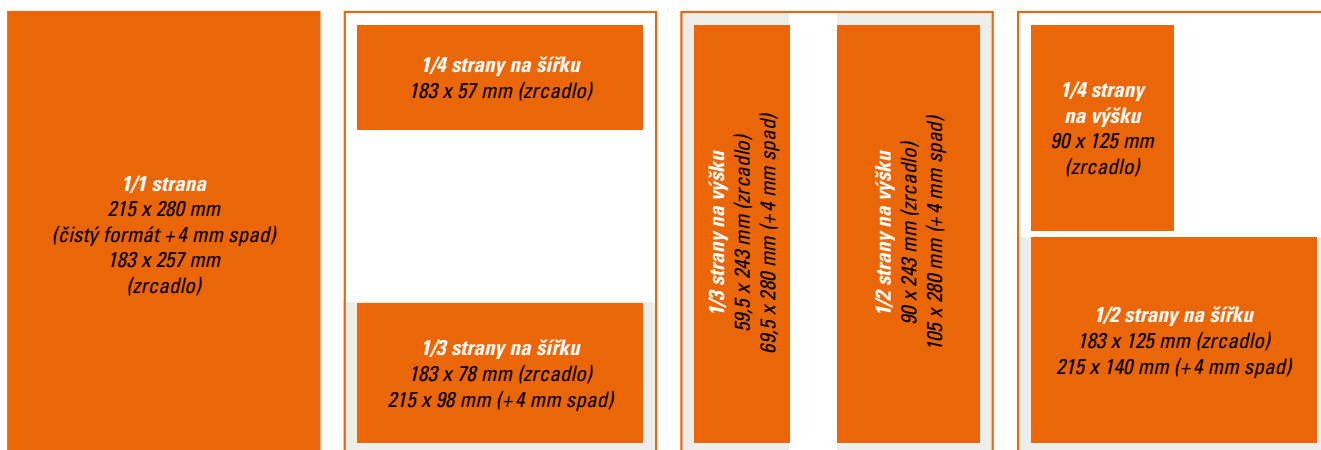 1/1 strana
215 x 280 mm
(čistý formát +4 mm spad)
183 x 257 mm
(zrcadlo)
1/4 strany na šířku
183 x 57 mm (zrcadlo)
1/3 strany na šířku
183 x 78 mm (zrcadlo)
215 x 98 mm (+4 mm spad)
1/3 strany na výšku
59,5 x 243 mm (zrcadlo)
69,5 x 280 mm (+4 mm spad)
1/2 strany na výšku
90 x 243 mm (zrcadlo)
105 x 280 mm (+4 mm spad)
1/4 strany
na výšku
90 x 125 mm
(zrcadlo)
1/2 strany na šířku
183 x 125 mm (zrcadlo)
215 x 140 mm (+4 mm spad)